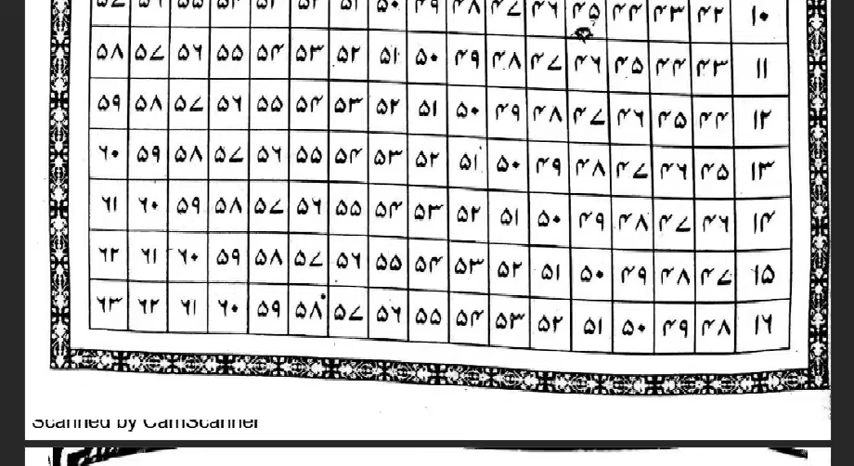 ۱۰ ۴۲ ۴۳ ۴۴ ۴۵ ۴۶ ۴۷ ۴۸ ۴۹ ۵۰ ۵۱ ۵۲ ۵۳ ۵۴ ۵۵ ۵۶ ۵۷
۱۱ ۴۳ ۴۴ ۴۵ ۴۶ ۴۷ ۴۸ ۴۹ ۵۰ ۵۱ ۵۲ ۵۳ ۵۴ ۵۵ ۵۶ ۵۷ ۵۸
۱۲ ۴۴ ۴۵ ۴۶ ۴۷ ۴۸ ۴۹ ۵۰ ۵۱ ۵۲ ۵۳ ۵۴ ۵۵ ۵۶ ۵۷ ۵۸ ۵۹
۱۳ ۴۵ ۴۶ ۴۷ ۴۸ ۴۹ ۵۰ ۵۱ ۵۲ ۵۳ ۵۴ ۵۵ ۵۶ ۵۷ ۵۸ ۵۹ ۶۰
۱۴ ۴۶ ۴۷ ۴۸ ۴۹ ۵۰ ۵۱ ۵۲ ۵۳ ۵۴ ۵۵ ۵۶ ۵۷ ۵۸ ۵۹ ۶۰ ۶۱
۱۵ ۴۷ ۴۸ ۴۹ ۵۰ ۵۱ ۵۲ ۵۳ ۵۴ ۵۵ ۵۶ ۵۷ ۵۸ ۵۹ ۶۰ ۶۱ ۶۲
۱۶ ۴۸ ۴۹ ۵۰ ۵۱ ۵۲ ۵۳ ۵۴ ۵۵ ۵۶ ۵۷ ۵۸ ۵۹ ۶۰ ۶۱ ۶۲ ۶۳
Scanned by CamScanner